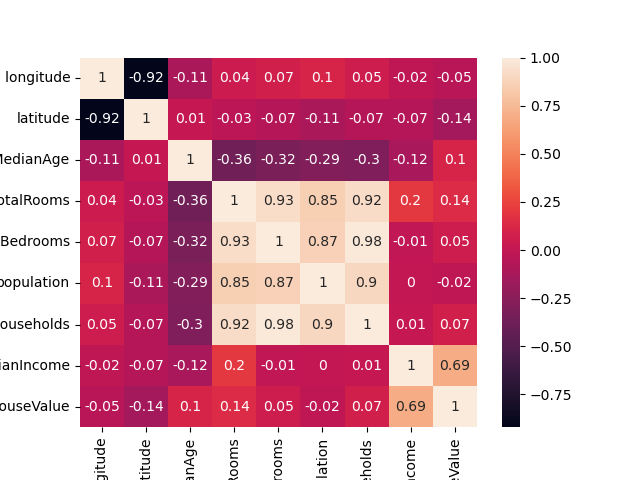 longitude 1 -0.92 -0.11 0.04 0.07 0.1 0.05 -0.02 -0.05
latitude -0.92 1 0.01 -0.03 -0.07 -0.11 -0.07 -0.07 -0.14
MedianAge -0.11 0.01 1 -0.36 -0.32 -0.29 -0.3 -0.12 0.1
otalRooms 0.04 -0.03 -0.36 1 0.93 0.85 0.92 0.2 0.14
Bedrooms 0.07 -0.07 -0.32 0.93 1 0.87 0.98 -0.01 0.05
population 0.1 -0.11 -0.29 0.85 0.87 1 0.9 0 -0.02
ouseholds 0.05 -0.07 -0.3 0.92 0.98 0.9 1 0.01 0.07
ianIncome -0.02 -0.07 -0.12 0.2 -0.01 0 0.01 1 0.69
ouseValue -0.05 -0.14 0.1 0.14 0.05 -0.02 0.07 0.69 1
gitude
titude
anAge
Rooms
rooms
lation
eholds
come
eValue
1.00
0.75
0.50
0.25
0.00
−0.25
−0.50
−0.75